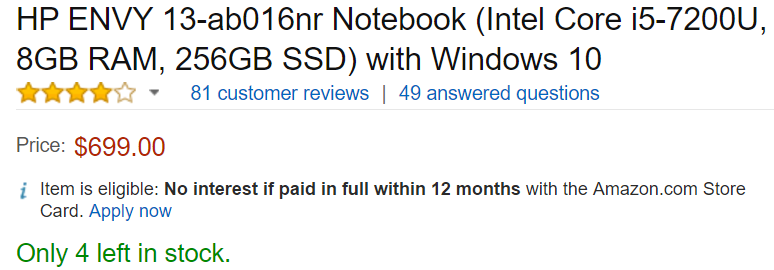 HP ENVY 13-ab016nr Notebook (Intel Core i5-7200U,
8GB RAM, 256GB SSD) with Windows 10
81 customer reviews | 49 answered questions
Price: $699.00
i Item is eligible: No interest if paid in full within 12 months with the Amazon.com Store
Card. Apply now
Only 4 left in stock.